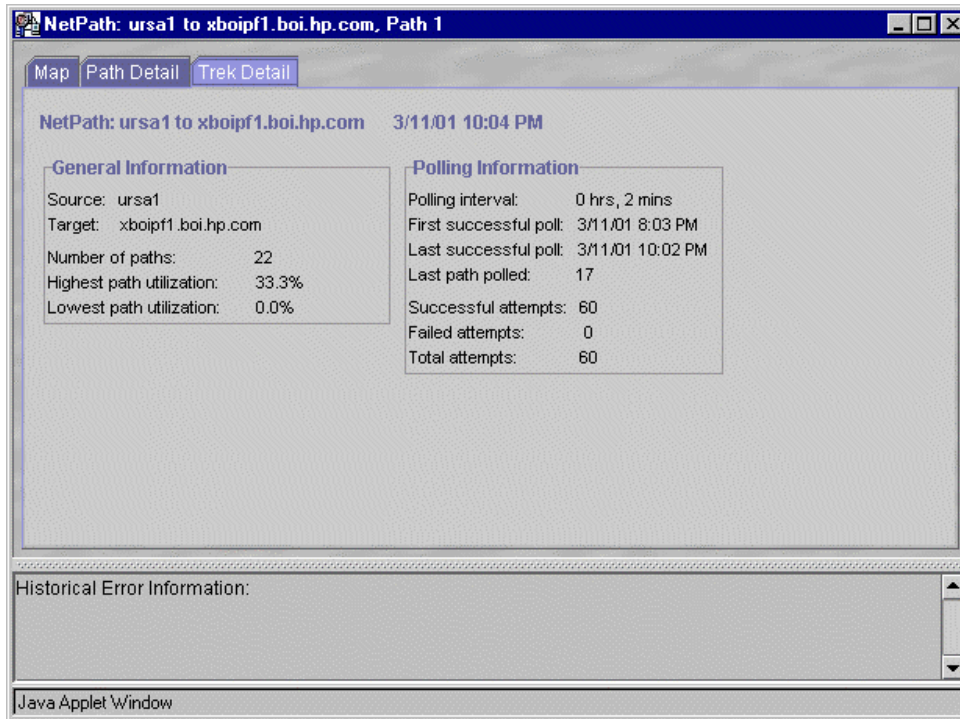 NetPath: ursa1 to xboipf1.boi.hp.com, Path 1
Map Path Detail Trek Detail
NetPath: ursa1 to xboipf1.boi.hp.com 3/11/01 10:04 PM
General Information
Source: ursa1
Target: xboipf1.boi.hp.com
Number of paths: 22
Highest path utilization: 33.3%
Lowest path utilization: 0.0%
Polling Information
Polling interval: 0 hrs, 2 mins
First successful poll: 3/11/01 8:03 PM
Last successful poll: 3/11/01 10:02 PM
Last path polled: 17
Successful attempts: 60
Failed attempts: 0
Total attempts: 60
Historical Error Information:
Java Applet Window